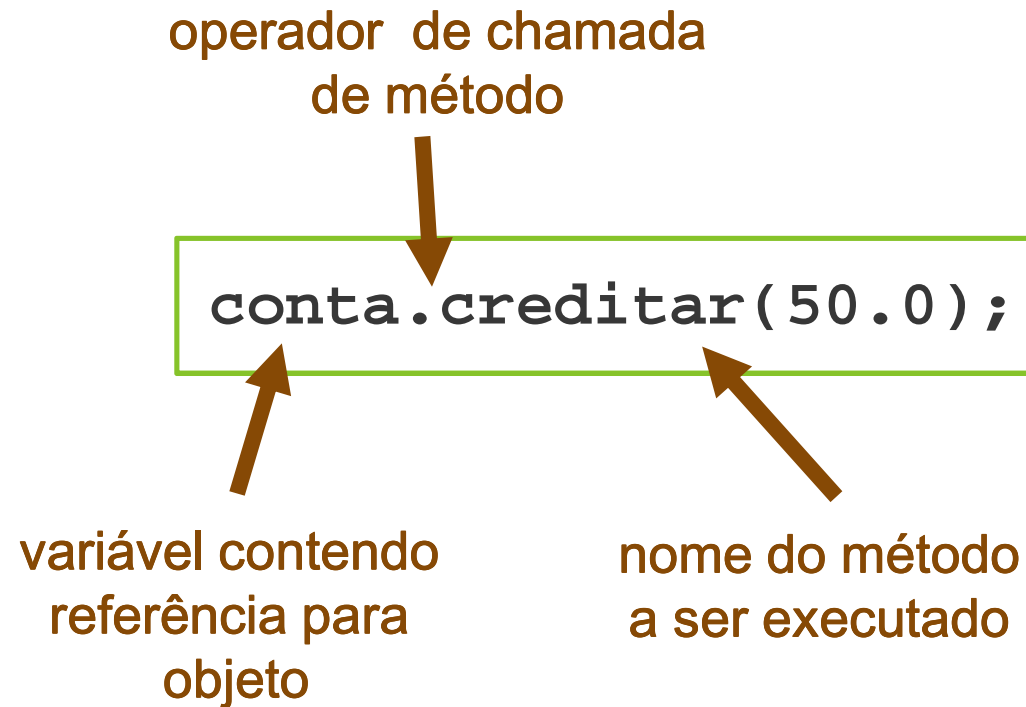 operador de chamada
de método
conta.creditar(50.0);
variável contendo
referência para
objeto
nome do método
a ser executado